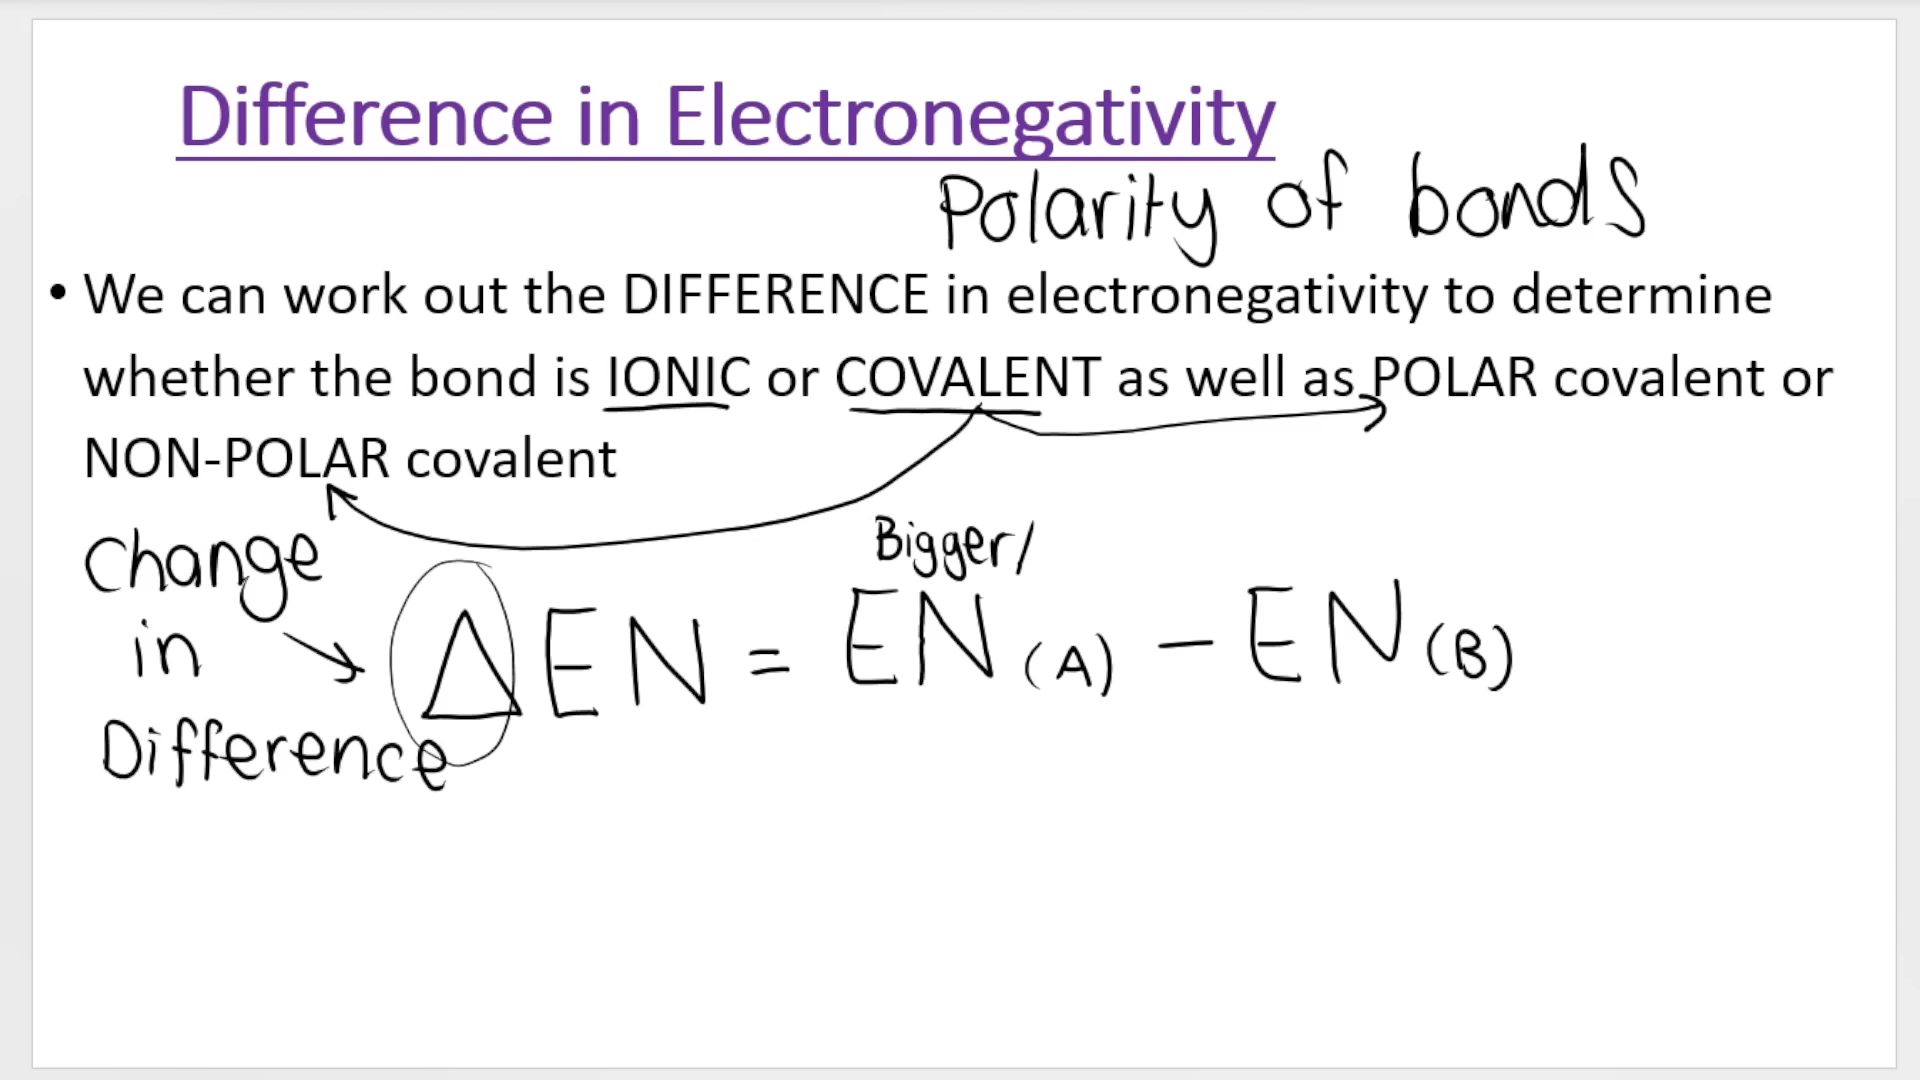 Difference in Electronegativity
Polarity of bonds
• We can work out the DIFFERENCE in electronegativity to determine
whether the bond is IONIC or COVALENT as well as POLAR covalent or
NON-POLAR covalent
Change
in
Difference
Bigger/
ΔEN = EN(A) − EN(B)